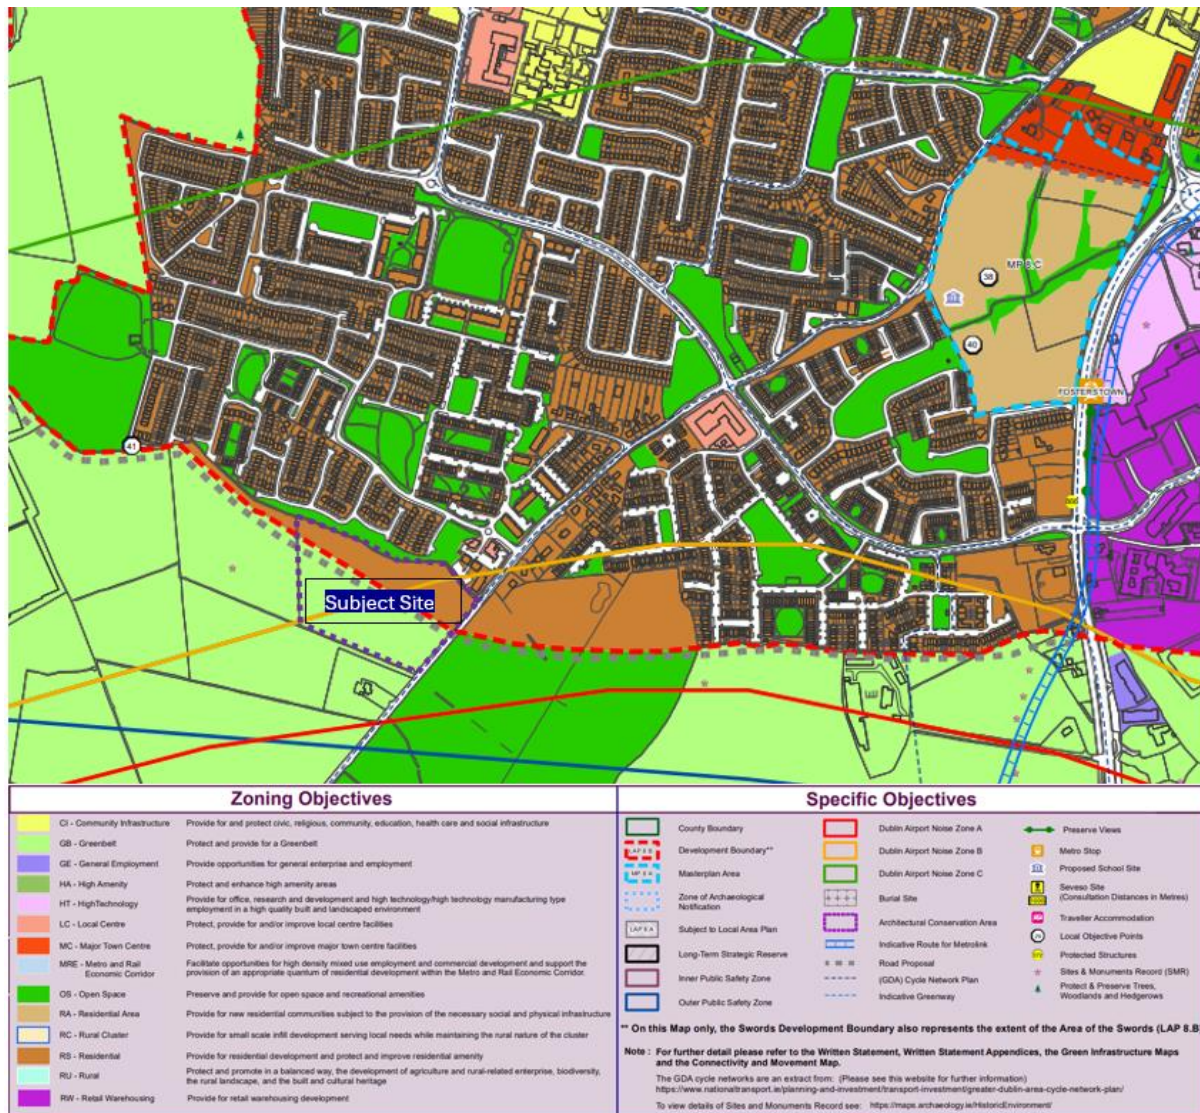 38
MP 8.C
40
FOSTERSTOWN
41
Subject Site
Zoning Objectives
CI - Community Infrastructure Provide for and protect civic, religious, community, education, health care and social infrastructure
GB - Greenbelt Protect and provide for a Greenbelt
GE - General Employment Provide opportunities for general enterprise and employment
HA - High Amenity Protect and enhance high amenity areas
HT - HighTechnology Provide for office, research and development and high technology/high technology manufacturing type
employment in a high quality built and landscaped environment
LC - Local Centre Protect, provide for and/or improve local centre facilities
MC - Major Town Centre Protect, provide for and/or improve major town centre facilities
MRE - Metro and Rail Facilitate opportunities for high density mixed use employment and commercial development and support the
Economic Corridor provision of an appropriate quantum of residential development within the Metro and Rail Economic Corridor.
OS - Open Space Preserve and provide for open space and recreational amenities
RA - Residential Area Provide for new residential communities subject to the provision of the necessary social and physical infrastructure
RC - Rural Cluster Provide for small scale infill development serving local needs while maintaining the rural nature of the cluster
RS - Residential Provide for residential development and protect and improve residential amenity
RU - Rural Protect and promote in a balanced way, the development of agriculture and rural-related enterprise, biodiversity,
the rural landscape, and the built and cultural heritage
RW - Retail Warehousing Provide for retail warehousing development
Specific Objectives
County Boundary
LAP 8 B Development Boundary**
MP 8 A Masterplan Area
Zone of Archaeological
Notification
LAP 8 A Subject to Local Area Plan
Long-Term Strategic Reserve
Inner Public Safety Zone
Outer Public Safety Zone
Dublin Airport Noise Zone A
Dublin Airport Noise Zone B
Dublin Airport Noise Zone C
Burial Site
Architectural Conservation Area
Indicative Route for Metrolink
Road Proposal
(GDA) Cycle Network Plan
Indicative Greenway
Preserve Views
Metro Stop
Proposed School Site
Seveso Site
(Consultation Distances in Metres)
Traveller Accommodation
Local Objective Points
Protected Structures
Sites & Monuments Record (SMR)
Protect & Preserve Trees,
Woodlands and Hedgerows
** On this Map only, the Swords Development Boundary also represents the extent of the Area of the Swords (LAP 8.B
Note : For further detail please refer to the Written Statement, Written Statement Appendices, the Green Infrastructure Maps
and the Connectivity and Movement Map.
The GDA cycle networks are an extract from: (Please see this website for further information)
https://www.nationaltransport.ie/planning-and-investment/transport-investment/greater-dublin-area-cycle-network-plan/
To view details of Sites and Monuments Record see: https://maps.archaeology.ie/HistoricEnvironment/